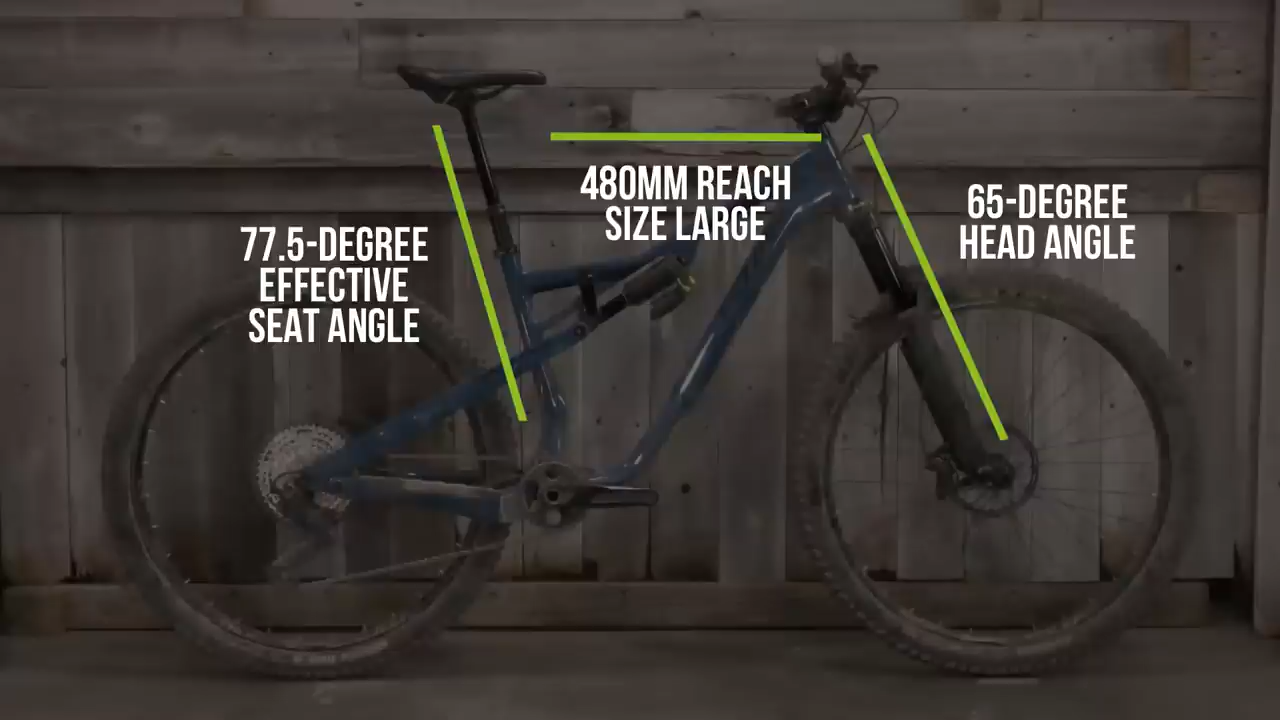 77.5-DEGREE
EFFECTIVE
SEAT ANGLE
480MM REACH
SIZE LARGE
65-DEGREE
HEAD ANGLE